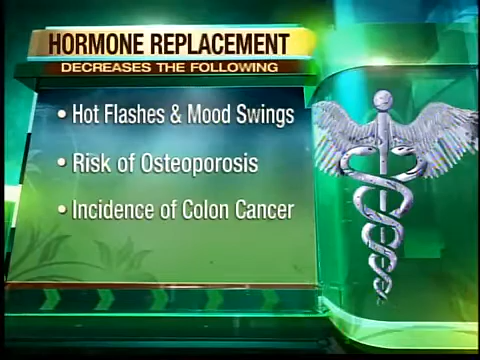 HORMONE REPLACEMENT
DECREASES THE FOLLOWING
• Hot Flashes & Mood Swings
• Risk of Osteoporosis
• Incidence of Colon Cancer